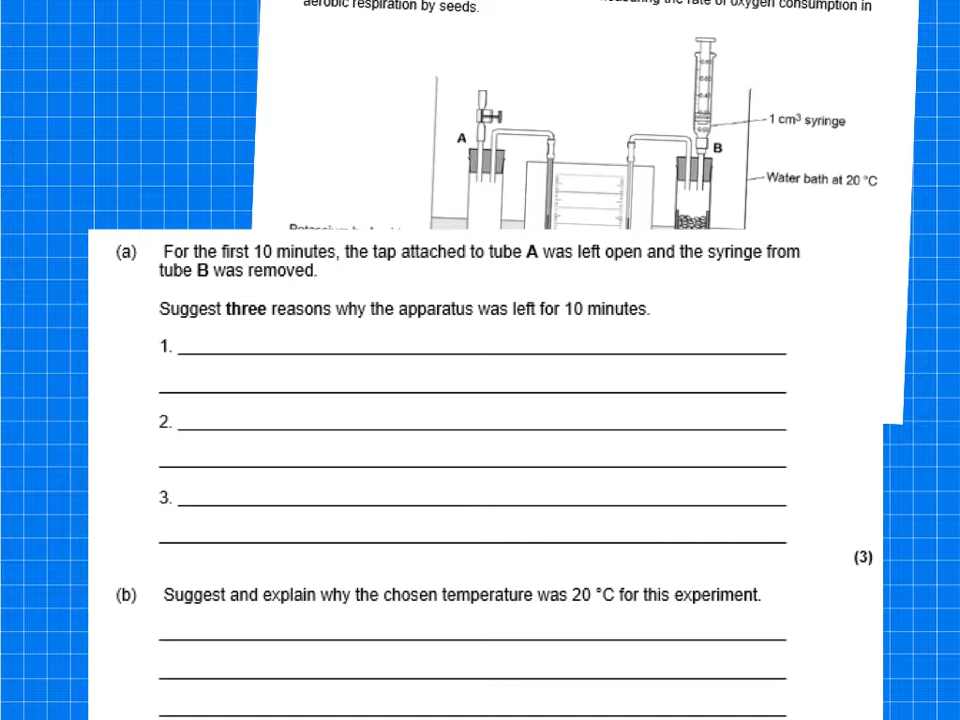 aerobic respiration by seeds.
the rate of oxygen consumption in
1 cm³ syringe
A
B
Water bath at 20 °C
(a) For the first 10 minutes, the tap attached to tube A was left open and the syringe from
tube B was removed.
Suggest three reasons why the apparatus was left for 10 minutes.
1.
2.
3.
(3)
(b) Suggest and explain why the chosen temperature was 20 °C for this experiment.